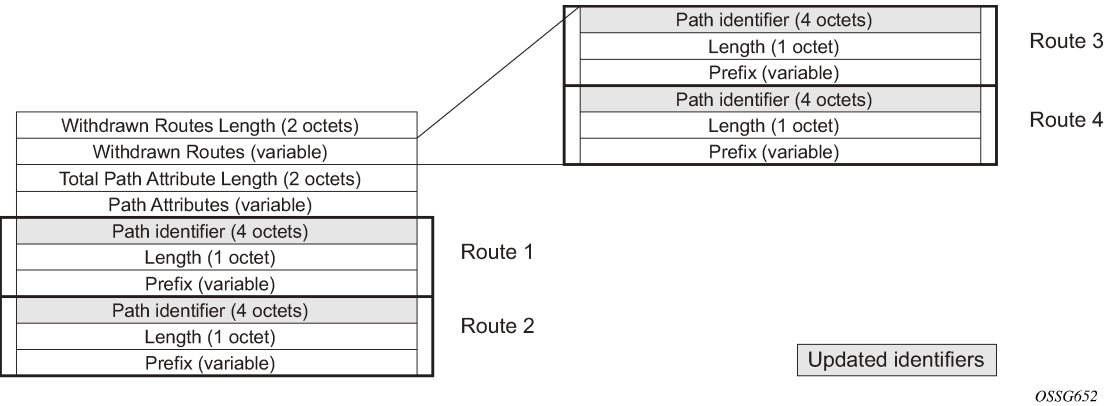 Path identifier (4 octets)
Length (1 octet)
Prefix (variable)
Route 3
Path identifier (4 octets)
Length (1 octet)
Prefix (variable)
Route 4
Withdrawn Routes Length (2 octets)
Withdrawn Routes (variable)
Total Path Attribute Length (2 octets)
Path Attributes (variable)
Path identifier (4 octets)
Length (1 octet)
Prefix (variable)
Route 1
Path identifier (4 octets)
Length (1 octet)
Prefix (variable)
Route 2
Updated identifiers
OSSG652